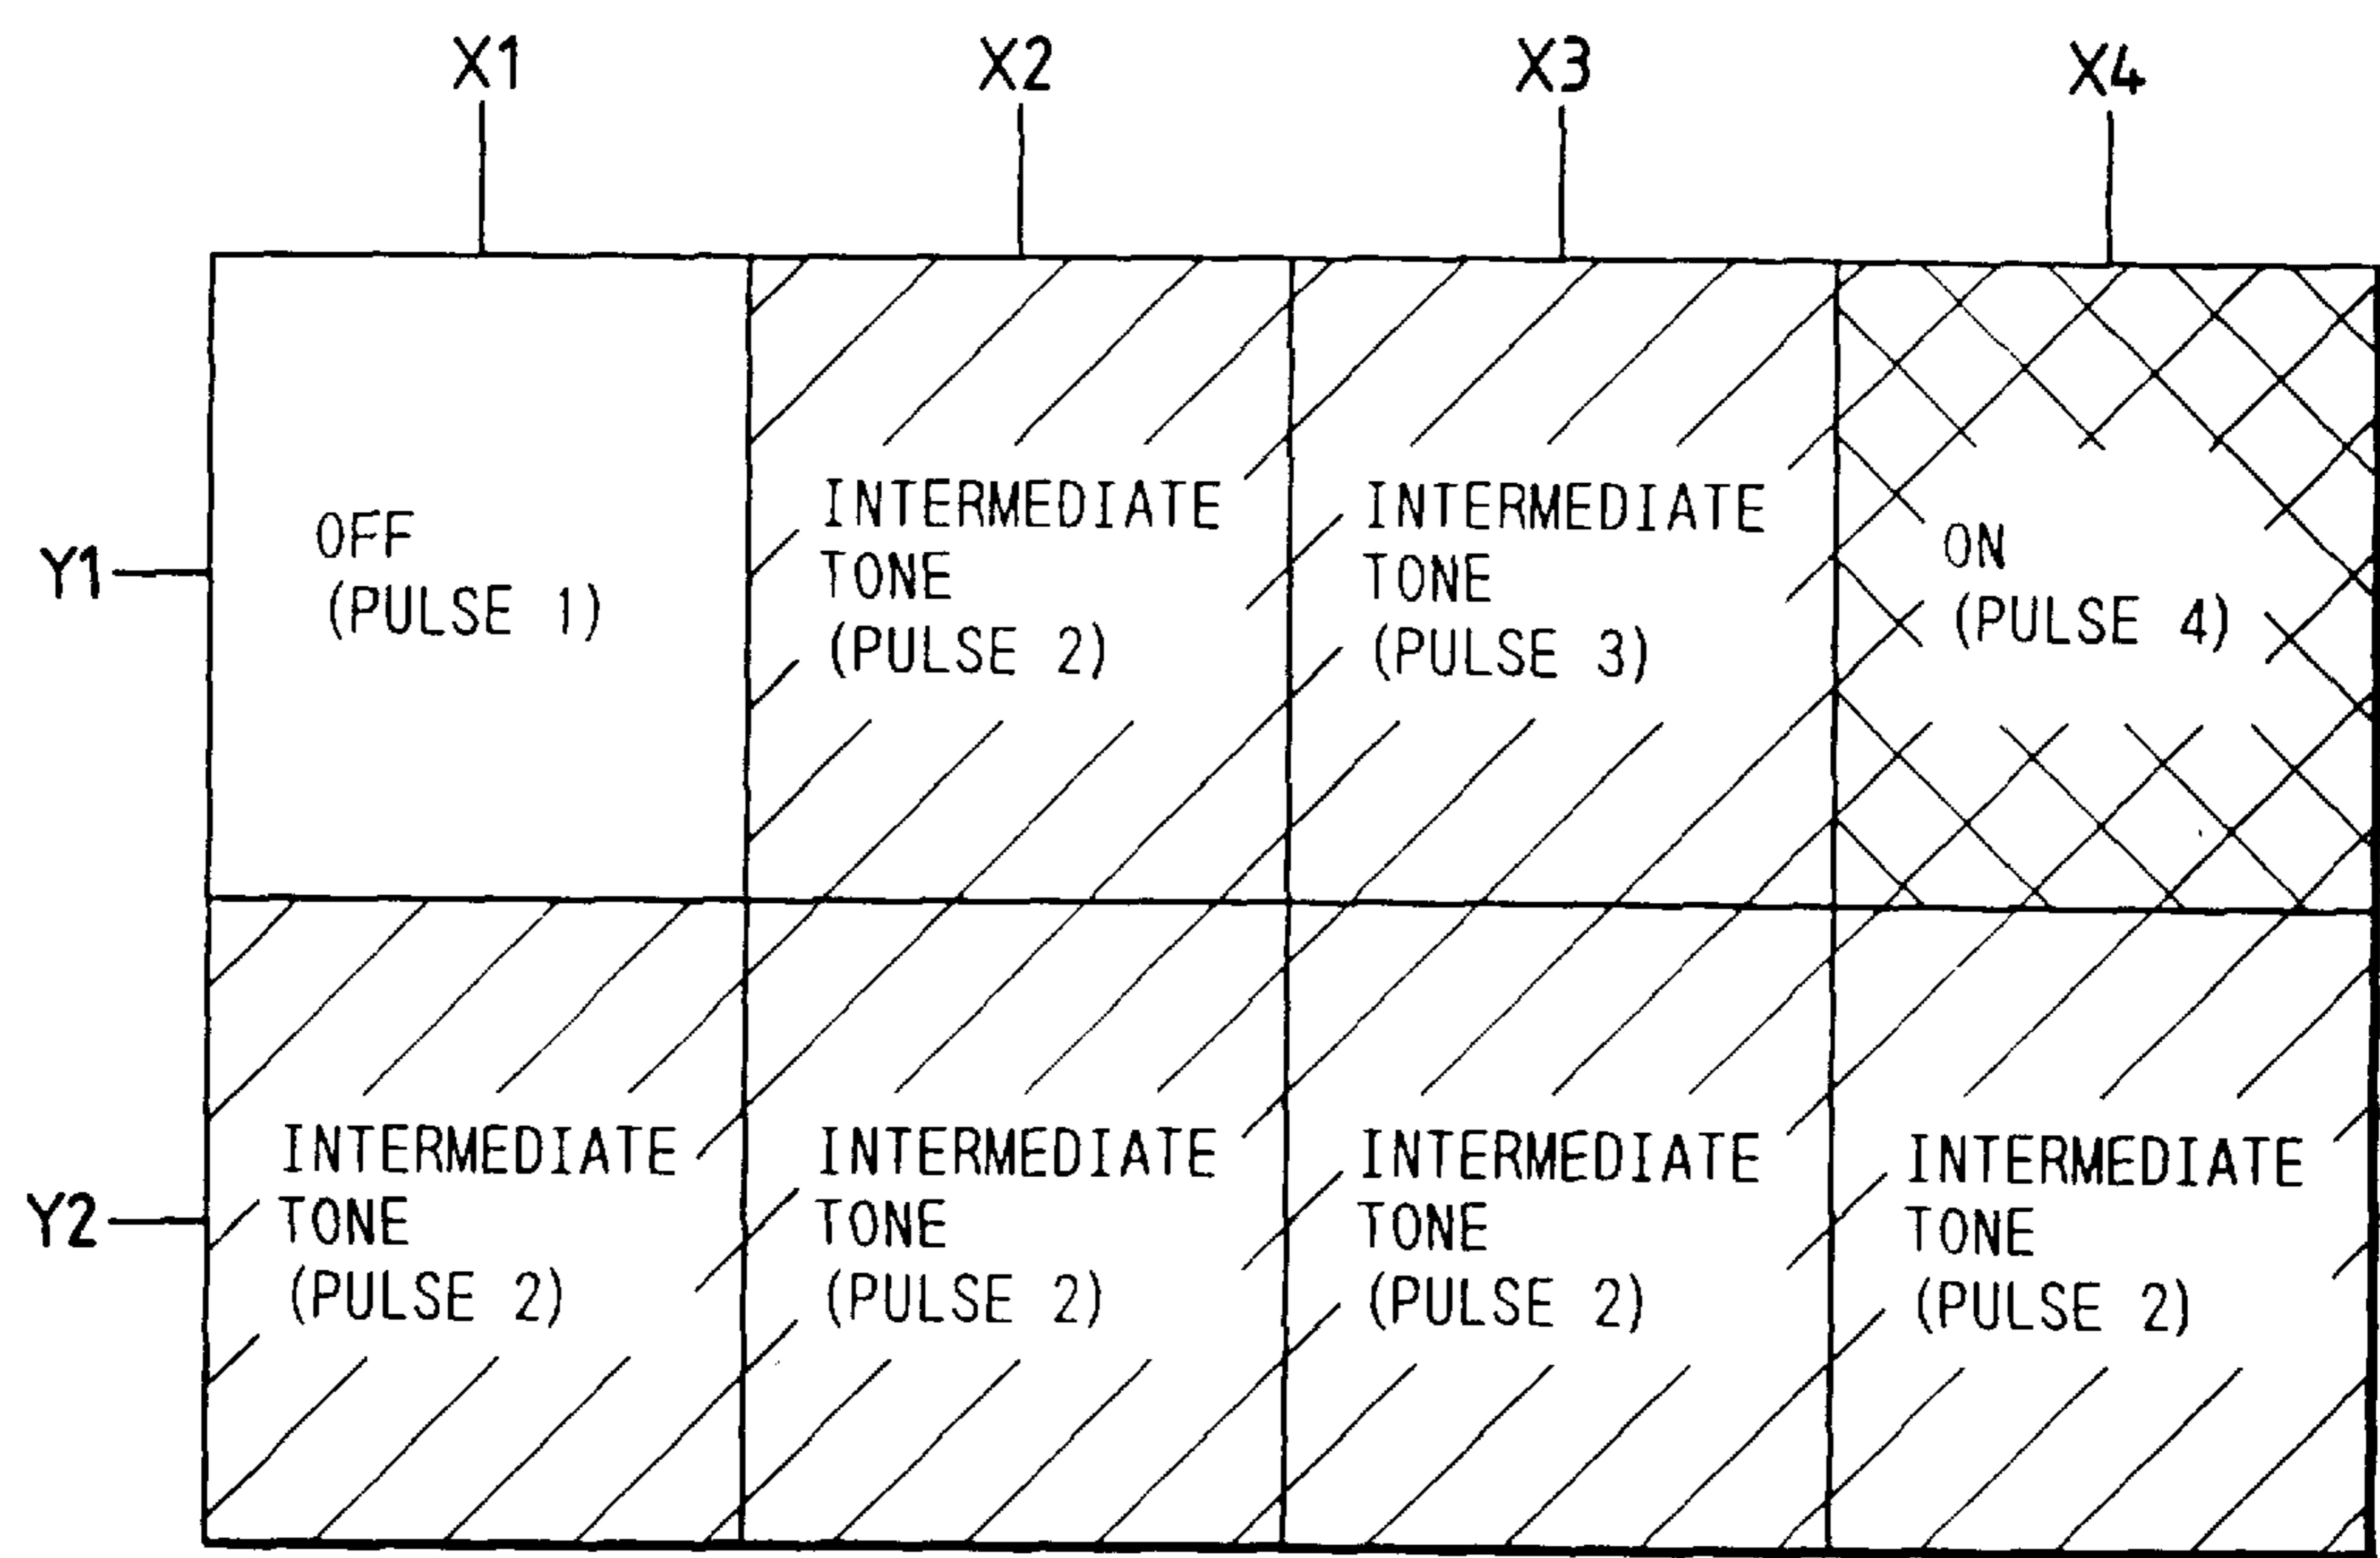 X1
X2
X3
X4
Y1
OFF
(PULSE 1)
INTERMEDIATE
TONE
(PULSE 2)
INTERMEDIATE
TONE
(PULSE 3)
ON
(PULSE 4)
Y2
INTERMEDIATE
TONE
(PULSE 2)
INTERMEDIATE
TONE
(PULSE 2)
INTERMEDIATE
TONE
(PULSE 2)
INTERMEDIATE
TONE
(PULSE 2)